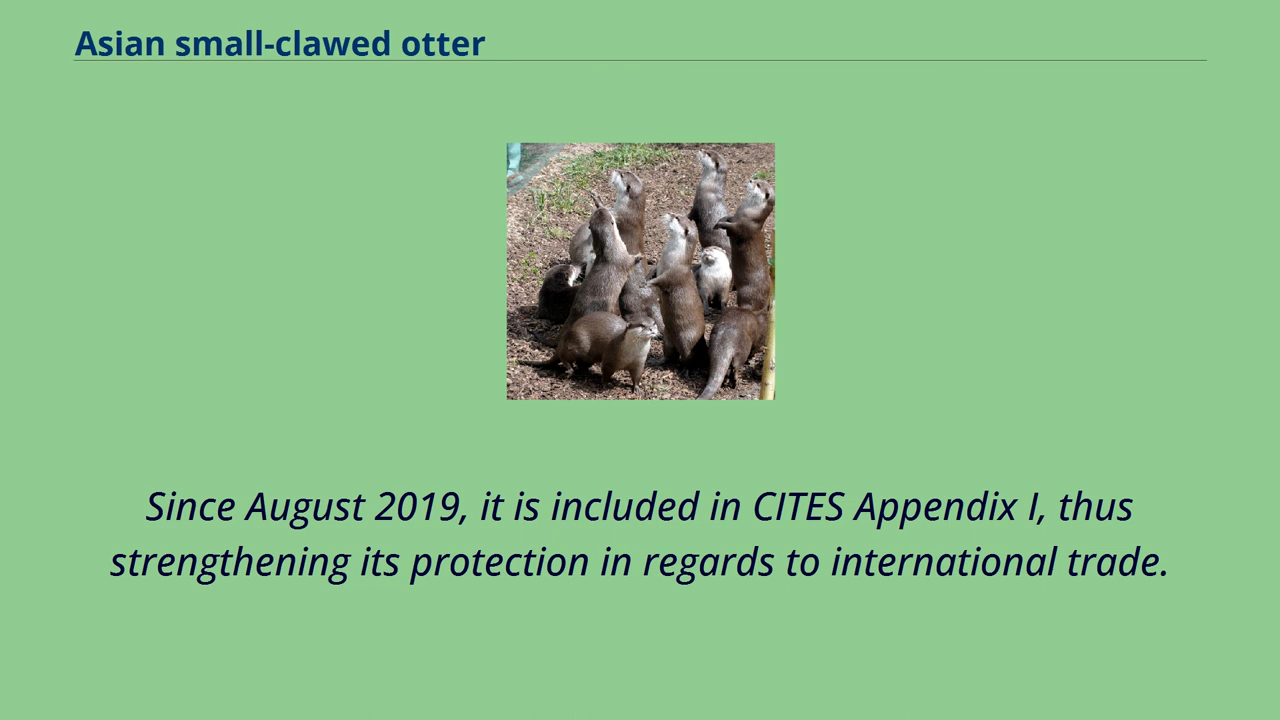 Asian small-clawed otter
Since August 2019, it is included in CITES Appendix I, thus
strengthening its protection in regards to international trade.